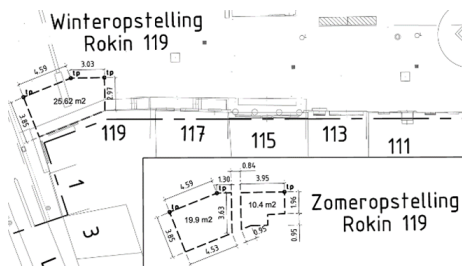 Winteropstelling
Rokin 119
4.59
3.03
tp
tp
tp
25.62 m2
2.97
3.85
119
117
115
113
111
1
3
0.84
4.59
1.30
3.95
tp
tp
tp
19.9 m2
3.63
10.4 m2
1.96
3.85
4.53
0.95
0.95
Zomeropstelling
Rokin 119